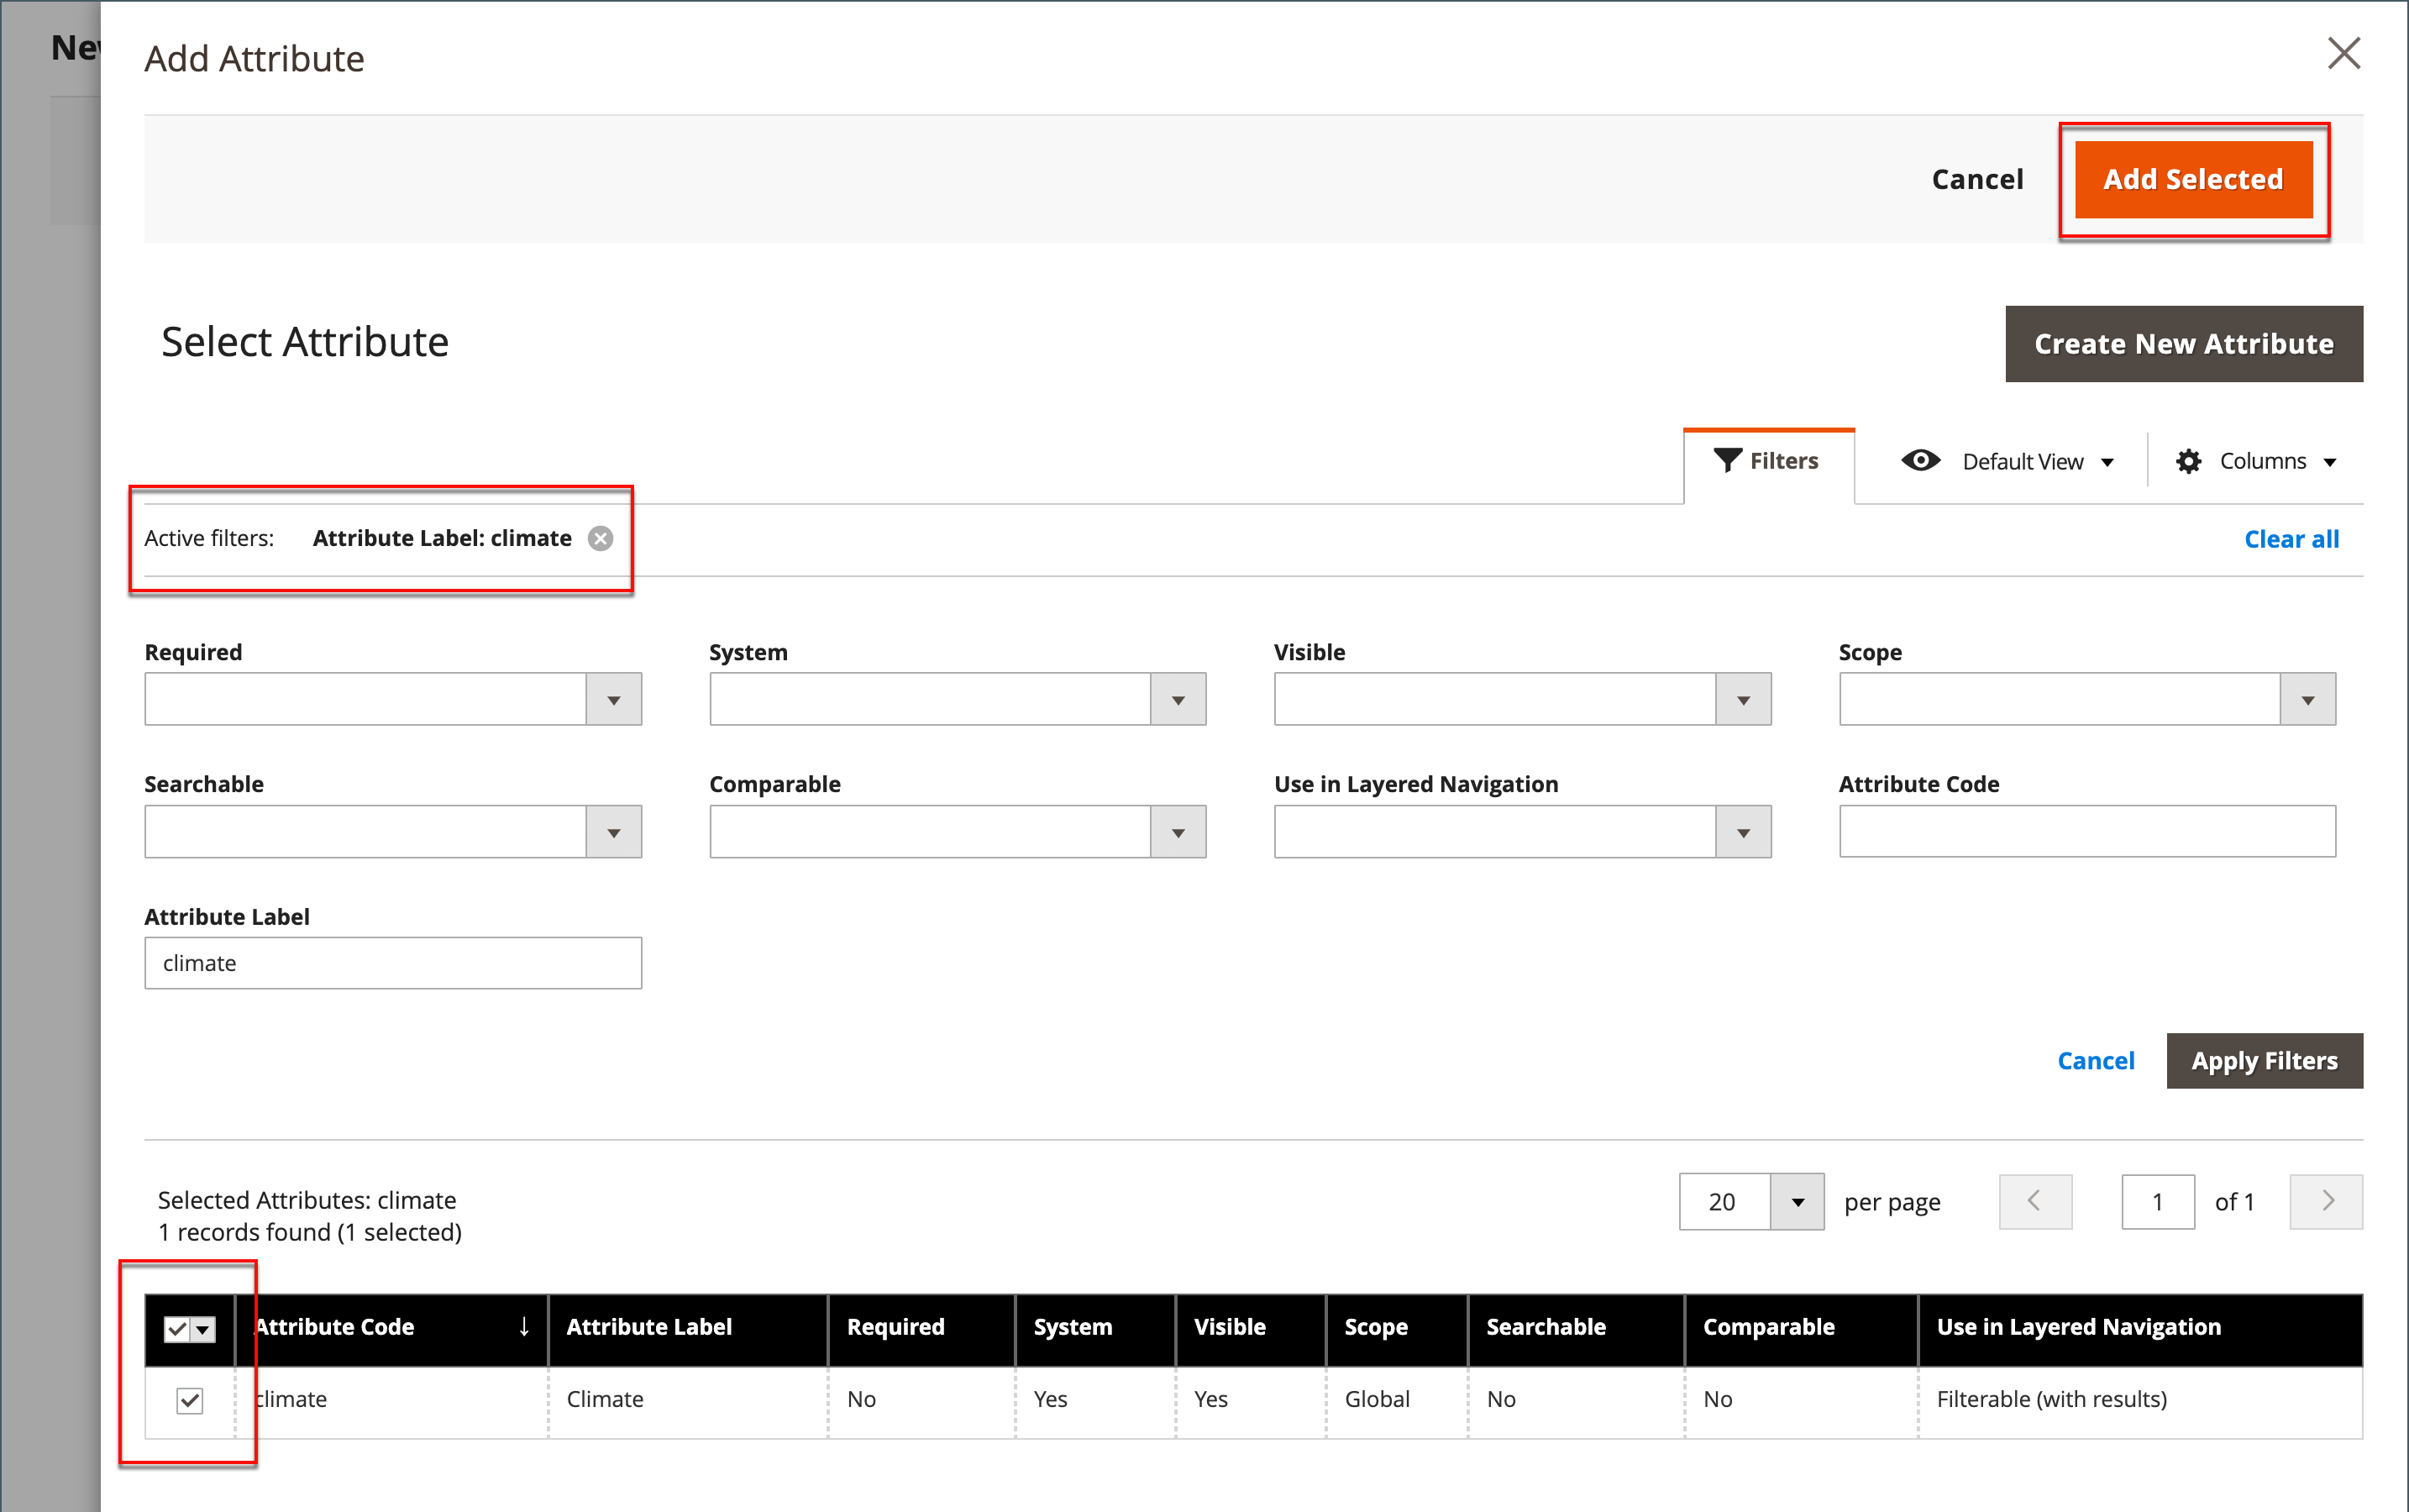 Add Attribute
Cancel Add Selected
Select Attribute Create New Attribute
Filters Default View Columns
Active filters: Attribute Label: climate Clear all
Required System Visible Scope
Searchable Comparable Use in Layered Navigation Attribute Code
Attribute Label
climate
Cancel Apply Filters
Selected Attributes: climate
1 records found (1 selected)
20 per page 1 of 1
Attribute Code Attribute Label Required System Visible Scope Searchable Comparable Use in Layered Navigation
climate Climate No Yes Yes Global No No Filterable (with results)